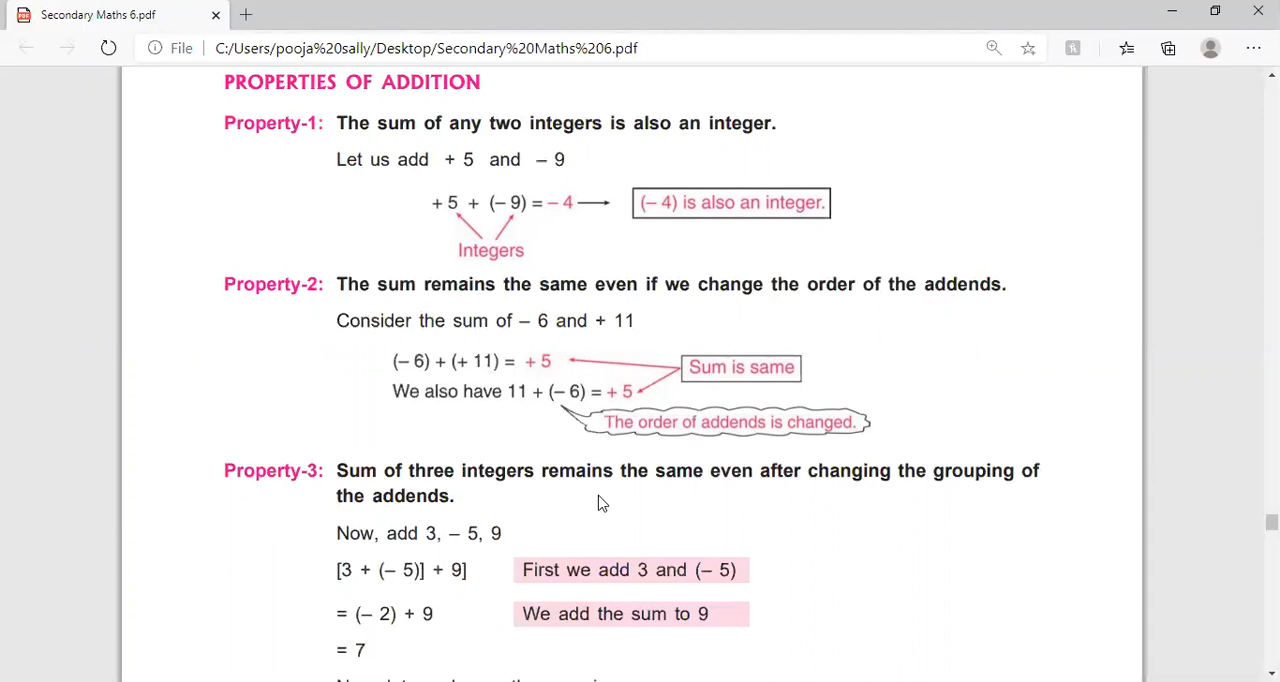 Secondary Maths 6.pdf
File C:/Users/pooja%20sally/Desktop/Secondary%20Maths%206.pdf
PROPERTIES OF ADDITION
Property-1: The sum of any two integers is also an integer.
Let us add + 5 and – 9
+ 5 + (– 9) = – 4 (– 4) is also an integer.
Integers
Property-2: The sum remains the same even if we change the order of the addends.
Consider the sum of – 6 and + 11
(– 6) + (+ 11) = + 5
Sum is same
We also have 11 + (– 6) = + 5
The order of addends is changed.
Property-3: Sum of three integers remains the same even after changing the grouping of
the addends.
Now, add 3, – 5, 9
[3 + (– 5)] + 9] First we add 3 and (– 5)
= (– 2) + 9 We add the sum to 9
= 7